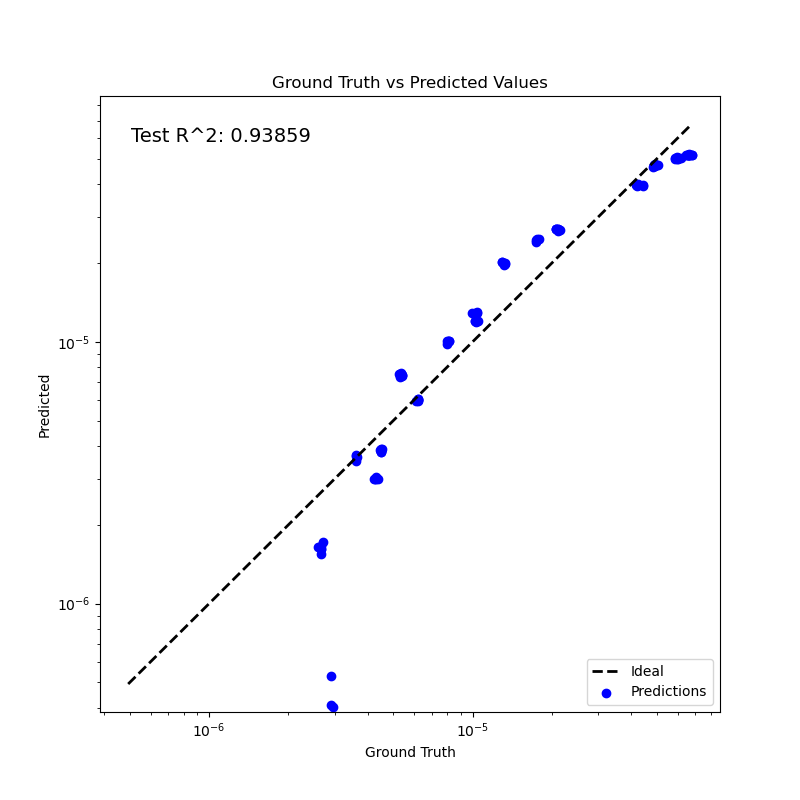 Ground Truth vs Predicted Values
Test R^2: 0.93859
Predicted
10⁻⁵
10⁻⁶
10⁻⁶
10⁻⁵
Ground Truth
Ideal
Predictions